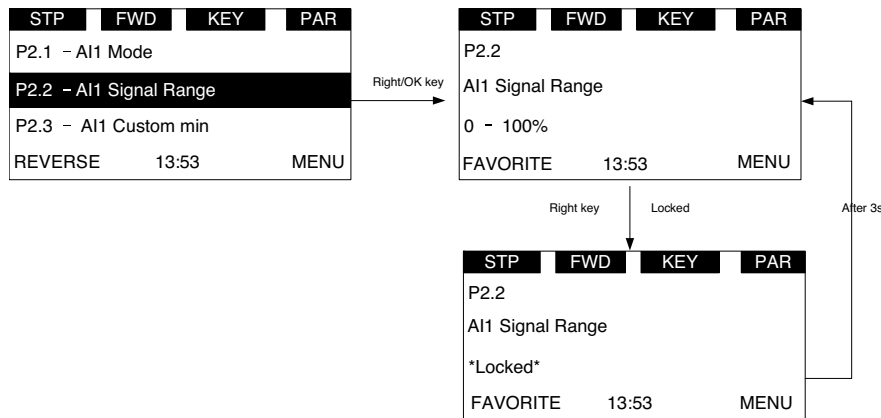 STP FWD KEY PAR
P2.1 – AI1 Mode
P2.2 – AI1 Signal Range
P2.3 – AI1 Custom min
REVERSE 13:53 MENU
Right/OK key
STP FWD KEY PAR
P2.2
AI1 Signal Range
0 – 100%
FAVORITE 13:53 MENU
Right key Locked
After 3s
STP FWD KEY PAR
P2.2
AI1 Signal Range
*Locked*
FAVORITE 13:53 MENU